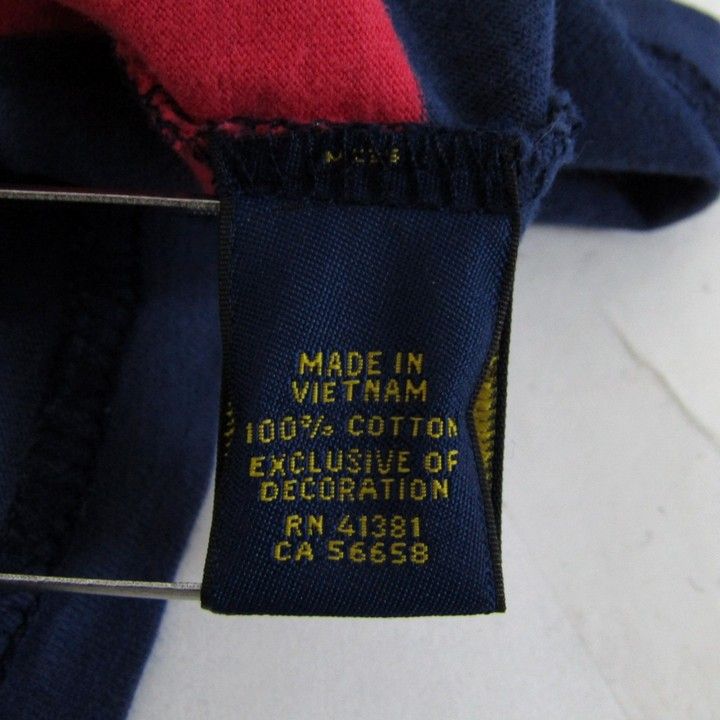 MADE IN
VIETNAM
100% COTTON
EXCLUSIVE OF
DECORATION
RN 41381
CA 56658